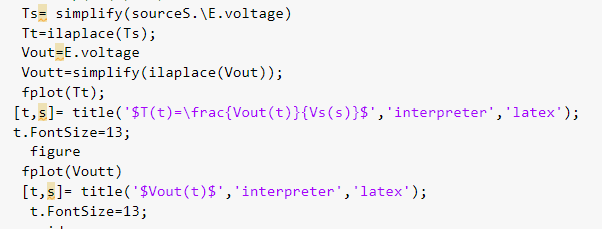 Ts= simplify(sourceS.\E.voltage)
Tt=ilaplace(Ts);
Vout=E.voltage
Voutt=simplify(ilaplace(Vout));
fplot(Tt);
[t,s]= title('$T(t)=\frac{Vout(t)}{Vs(s)}$','interpreter','latex');
t.FontSize=13;
figure
fplot(Voutt)
[t,s]= title('$Vout(t)$','interpreter','latex');
t.FontSize=13;